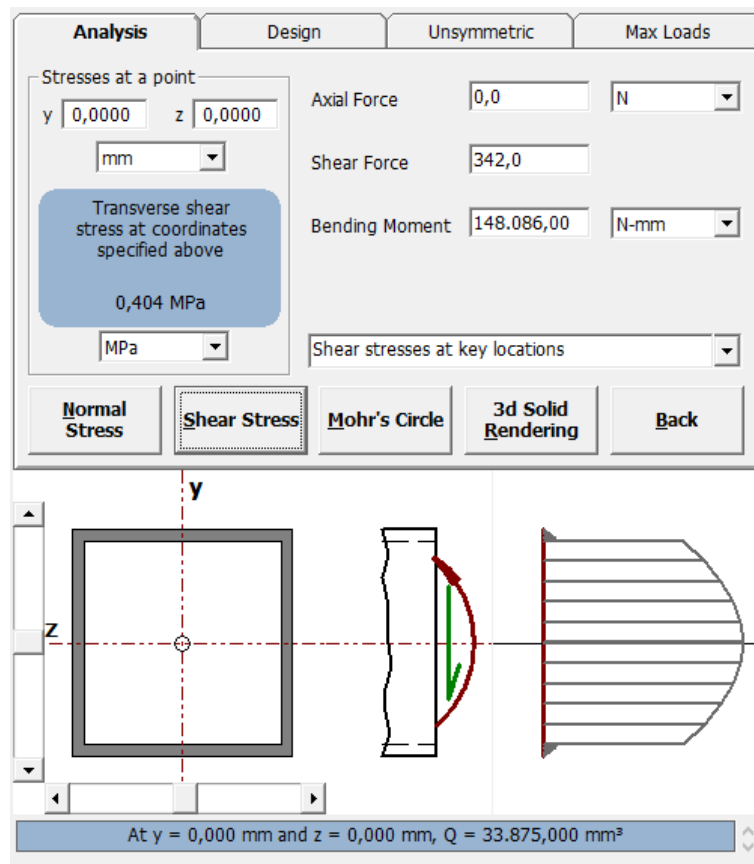 Analysis Design Unsymmetric Max Loads
Stresses at a point
y 0,0000 z 0,0000
mm
Transverse shear
stress at coordinates
specified above
0,404 MPa
MPa
Axial Force 0,0 N
Shear Force 342,0
Bending Moment 148.086,00 N-mm
Shear stresses at key locations
Normal
Stress
Shear Stress
Mohr's Circle
3d Solid
Rendering
Back
y
z
At y = 0,000 mm and z = 0,000 mm, Q = 33.875,000 mm³